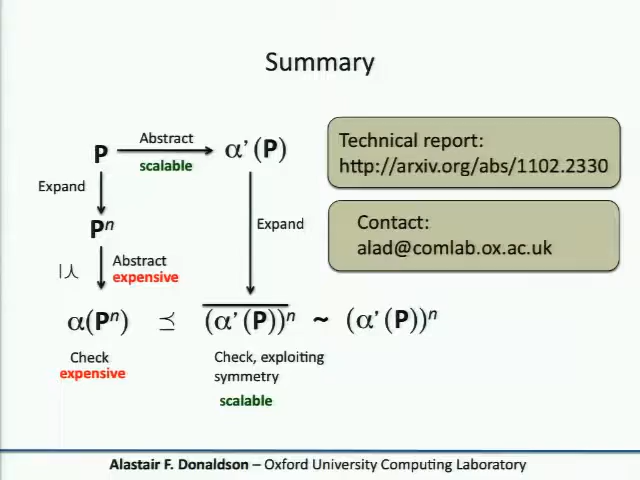 Summary
P
Abstract
scalable
α’(P)
Expand
Pⁿ
Abstract
expensive
≼
Expand
α(Pⁿ) ≼ (α’(P))ⁿ ~ (α’(P))ⁿ
Check
expensive
Check, exploiting
symmetry
scalable
Technical report:
http://arxiv.org/abs/1102.2330
Contact:
alad@comlab.ox.ac.uk
Alastair F. Donaldson – Oxford University Computing Laboratory